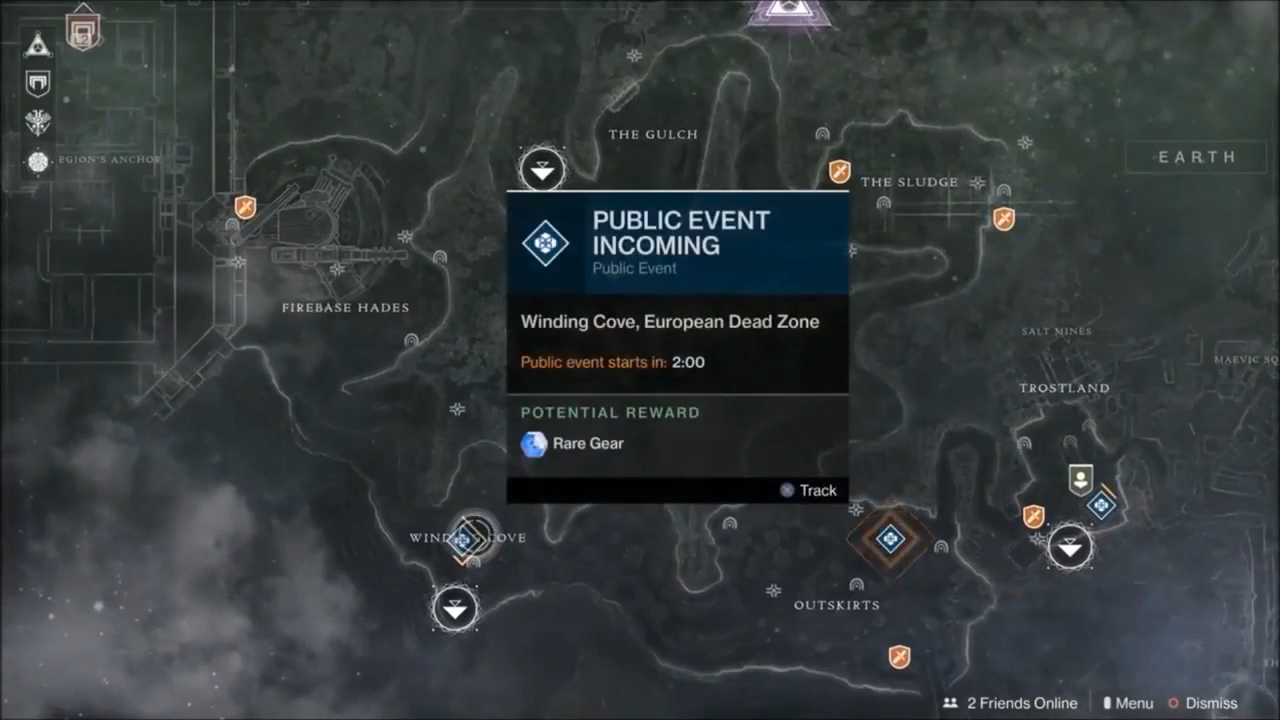 THE GULCH
EGION'S ANCHOR
EARTH
THE SLUDGE
PUBLIC EVENT
INCOMING
Public Event
FIREBASE HADES
Winding Cove, European Dead Zone
SALT MINES
Public event starts in: 2:00
MAEVIC SQ
TROSTLAND
POTENTIAL REWARD
Rare Gear
Track
WIND COVE
OUTSKIRTS
2 Friends Online
Menu
Dismiss